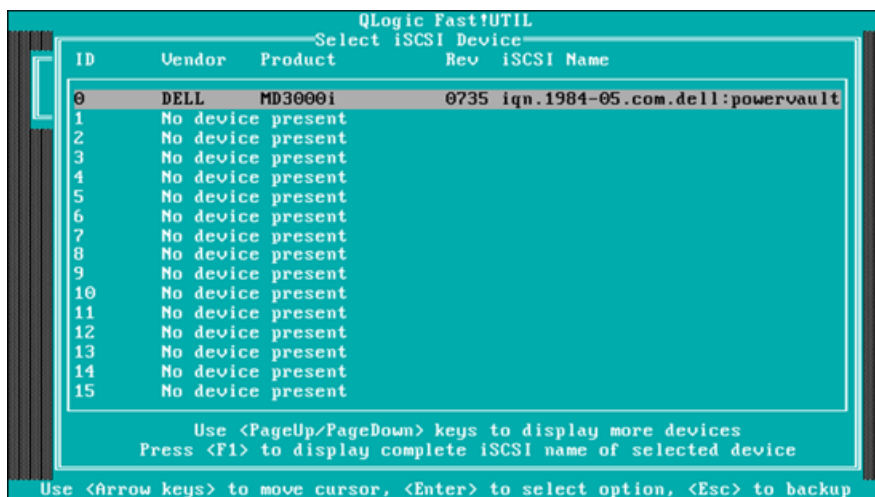 QLogic Fast!UTIL
Select iSCSI Device
ID Vendor Product Rev iSCSI Name
0 DELL MD3000i 0735 iqn.1984-05.com.dell:powervault
1 No device present
2 No device present
3 No device present
4 No device present
5 No device present
6 No device present
7 No device present
8 No device present
9 No device present
10 No device present
11 No device present
12 No device present
13 No device present
14 No device present
15 No device present
Use <PageUp/PageDown> keys to display more devices
Press <F1> to display complete iSCSI name of selected device
Use <Arrow keys> to move cursor, <Enter> to select option, <Esc> to backup